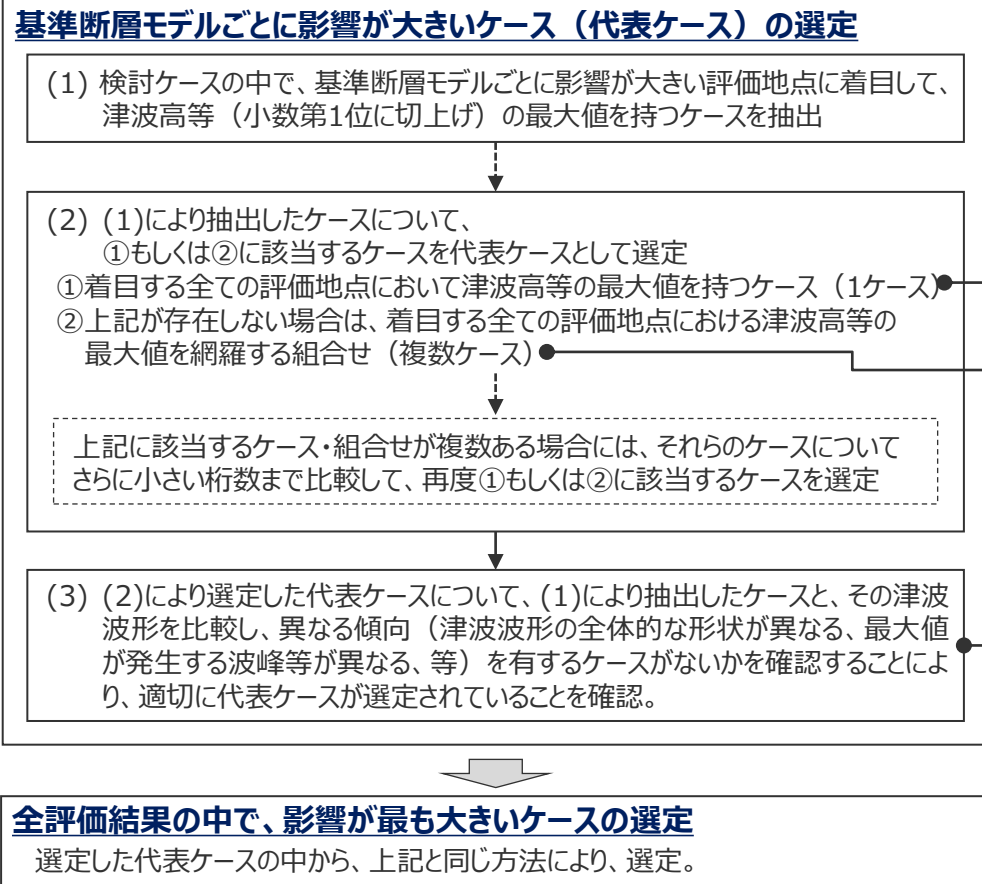 基準断層モデルごとに影響が大きいケース（代表ケース）の選定
(1) 検討ケースの中で、基準断層モデルごとに影響が大きい評価地点に着目して、
津波高等（小数第1位に切上げ）の最大値を持つケースを抽出
(2) (1)により抽出したケースについて、
①もしくは②に該当するケースを代表ケースとして選定
①着目する全ての評価地点において津波高等の最大値を持つケース（1ケース）
②上記が存在しない場合は、着目する全ての評価地点における津波高等の
最大値を網羅する組合せ（複数ケース）
上記に該当するケース・組合せが複数ある場合には、それらのケースについて
さらに小さい桁数まで比較して、再度①もしくは②に該当するケースを選定
(3) (2)により選定した代表ケースについて、(1)により抽出したケースと、その津波
波形を比較し、異なる傾向（津波波形の全体的な形状が異なる、最大値
が発生する波峰等が異なる、等）を有するケースがないかを確認することによ
り、適切に代表ケースが選定されていることを確認。
全評価結果の中で、影響が最も大きいケースの選定
選定した代表ケースの中から、上記と同じ方法により、選定。